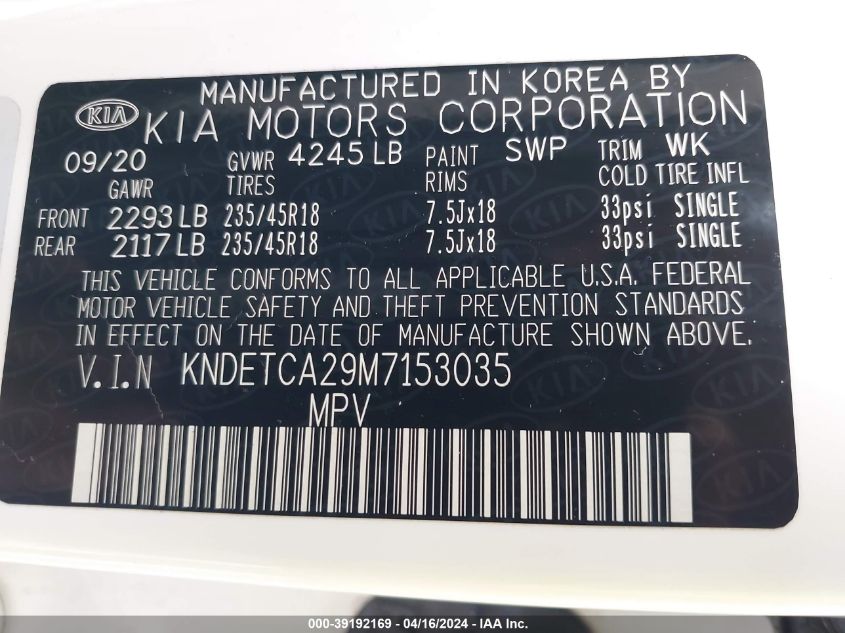 MANUFACTURED IN KOREA BY
KIA KIA MOTORS CORPORATION
09/20 GVWR 4245 LB PAINT SWP TRIM WK
GAWR TIRES RIMS COLD TIRE INFL
FRONT 2293 LB 235/45R18 7.5Jx18 33psi SINGLE
REAR 2117 LB 235/45R18 7.5Jx18 33psi SINGLE
THIS VEHICLE CONFORMS TO ALL APPLICABLE U.S.A. FEDERAL
MOTOR VEHICLE SAFETY AND THEFT PREVENTION STANDARDS
IN EFFECT ON THE DATE OF MANUFACTURE SHOWN ABOVE.
V.I.N KNDETCA29M7153035
MPV
000-39192169 / 04/16/2024 - IAA Inc.